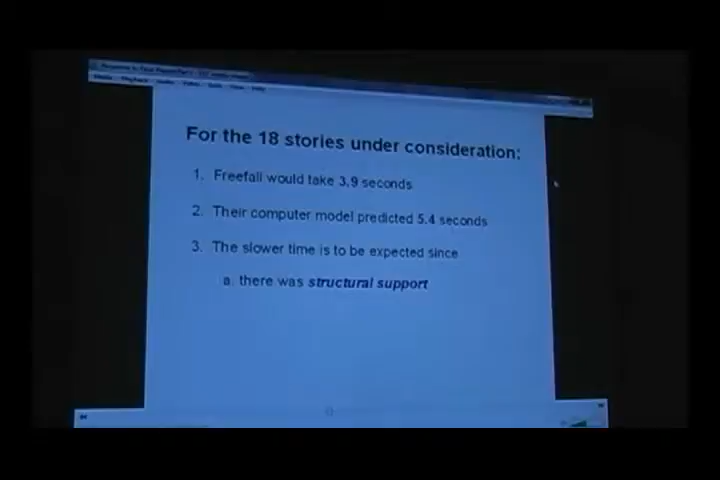 For the 18 stories under consideration:
1. Freefall would take 3.9 seconds
2. Their computer model predicted 5.4 seconds
3. The slower time is to be expected since
a. there was structural support